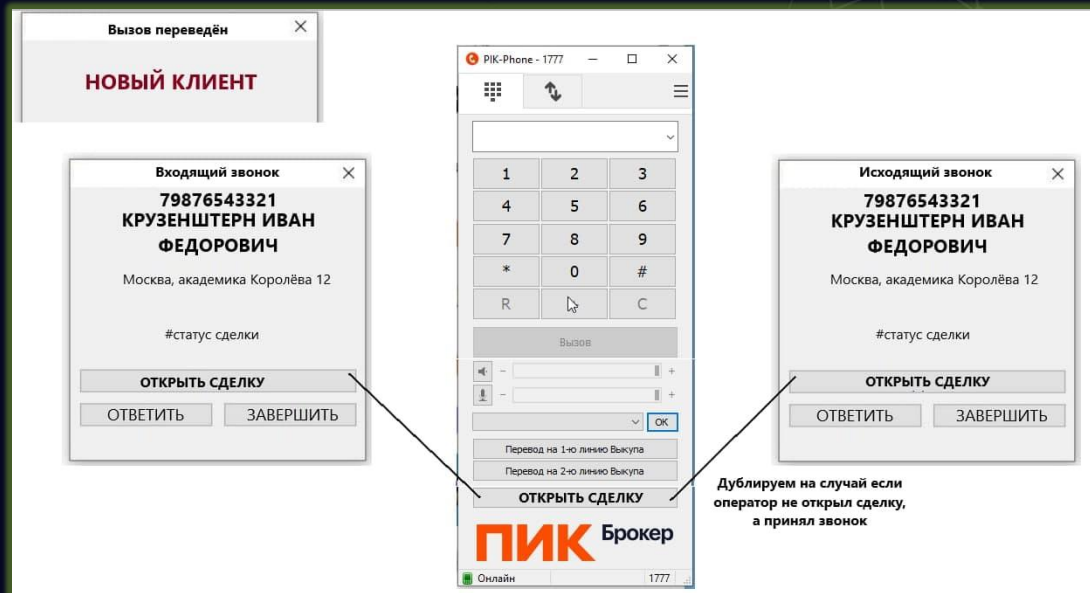 Вызов переведён
НОВЫЙ КЛИЕНТ
Входящий звонок
79876543321
КРУЗЕНШТЕРН ИВАН
ФЕДОРОВИЧ
Москва, академика Королёва 12
#статус сделки
ОТКРЫТЬ СДЕЛКУ
ОТВЕТИТЬ ЗАВЕРШИТЬ
PIK-Phone - 1777
1 2 3
4 5 6
7 8 9
* 0 #
R C
Вызов
- +
- +
OK
Перевод на 1-ю линию Выкупа
Перевод на 2-ю линию Выкупа
ОТКРЫТЬ СДЕЛКУ
ПИК Брокер
Онлайн 1777
Исходящий звонок
79876543321
КРУЗЕНШТЕРН ИВАН
ФЕДОРОВИЧ
Москва, академика Королёва 12
#статус сделки
ОТКРЫТЬ СДЕЛКУ
ОТВЕТИТЬ ЗАВЕРШИТЬ
Дублируем на случай если
оператор не открыл сделку,
а принял звонок